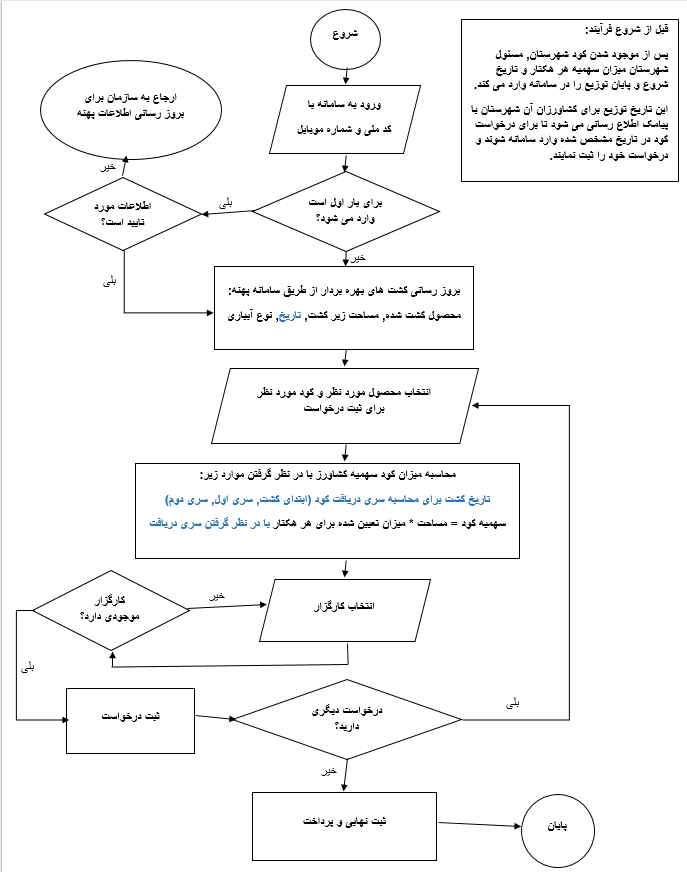 قبل از شروع فرآیند:
پس از موجود شدن کود شهرستان, مسئول
شهرستان میزان سهمیه هر هکتار و تاریخ
شروع و پایان توزیع را در سامانه وارد می کند.
این تاریخ توزیع برای کشاورزان آن شهرستان با
پیامک اطلاع رسانی می شود تا برای درخواست
کود در تاریخ مشخص شده وارد سامانه شوند و
درخواست خود را ثبت نمایند.
شروع
ورود به سامانه با
کد ملی و شماره موبایل
برای بار اول است
وارد می شود؟
بلی
خیر
اطلاعات مورد
تایید است؟
خیر
ارجاع به سازمان برای
بروز رسانی اطلاعات پهنه
بلی
بروز رسانی کشت های بهره بردار از طریق سامانه پهنه:
محصول کشت شده, مساحت زیر کشت, تاریخ, نوع آبیاری
انتخاب محصول مورد نظر و کود مورد نظر
برای ثبت درخواست
محاسبه میزان کود سهمیه کشاورز با در نظر گرفتن موارد زیر:
تاریخ کشت برای محاسبه سری دریافت کود (ابتدای کشت, سری اول, سری دوم)
سهمیه کود = مساحت * میزان تعیین شده برای هر هکتار با در نظر گرفتن سری دریافت
انتخاب کارگزار
کارگزار
موجودی دارد؟
خیر
بلی
ثبت درخواست
درخواست دیگری
دارید؟
بلی
خیر
ثبت نهایی و پرداخت
پایان